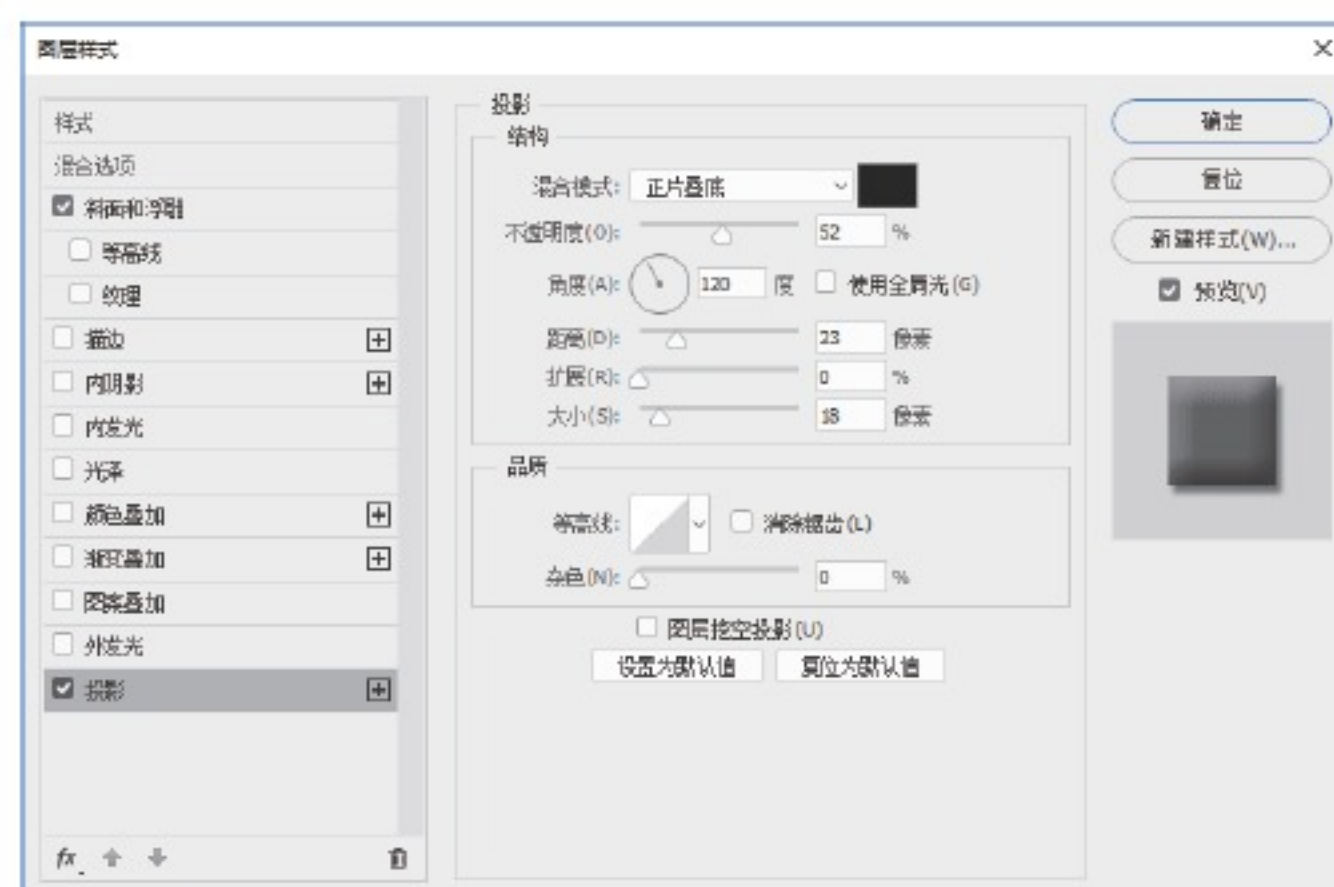 图层样式
样式
混合选项
斜面和浮雕
等高线
纹理
描边
内阴影
内发光
光泽
颜色叠加
渐变叠加
图案叠加
外发光
投影
fx
投影
结构
混合模式: 正片叠底
不透明度(O): 52 %
角度(A): 120 度 使用全局光(G)
距离(D): 23 像素
扩展(R): 0 %
大小(S): 18 像素
品质
等高线: 消除锯齿(L)
杂色(N): 0 %
图层挖空投影(U)
设置为默认值 复位为默认值
确定
复位
新建样式(W)...
预览(V)